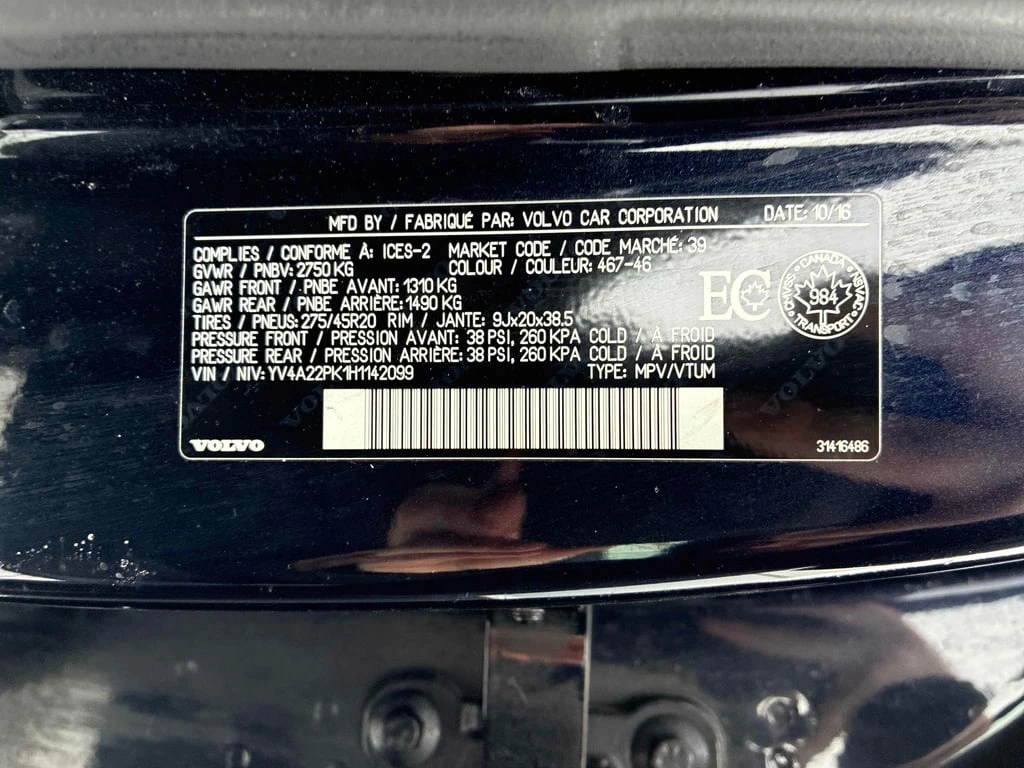 MFD BY / FABRIQUÉ PAR: VOLVO CAR CORPORATION DATE: 10/16
COMPLIES / CONFORME À: ICES-2 MARKET CODE / CODE MARCHÉ: 39
GVWR / PNBV: 2750 KG COLOUR / COULEUR: 467-46
GAWR FRONT / PNBE AVANT: 1310 KG
GAWR REAR / PNBE ARRIÈRE: 1490 KG
TIRES / PNEUS: 275/45R20 RIM / JANTE: 9Jx20x38.5
PRESSURE FRONT / PRESSION AVANT: 38 PSI, 260 KPA COLD / À FROID
PRESSURE REAR / PRESSION ARRIÈRE: 38 PSI, 260 KPA COLD / À FROID
VIN / NIV: YV4A22PK1H1142099 TYPE: MPV/VTUM
EC
CANADA
NSVAC
984
CNVSS
TRANSPORT
VOLVO
31416486